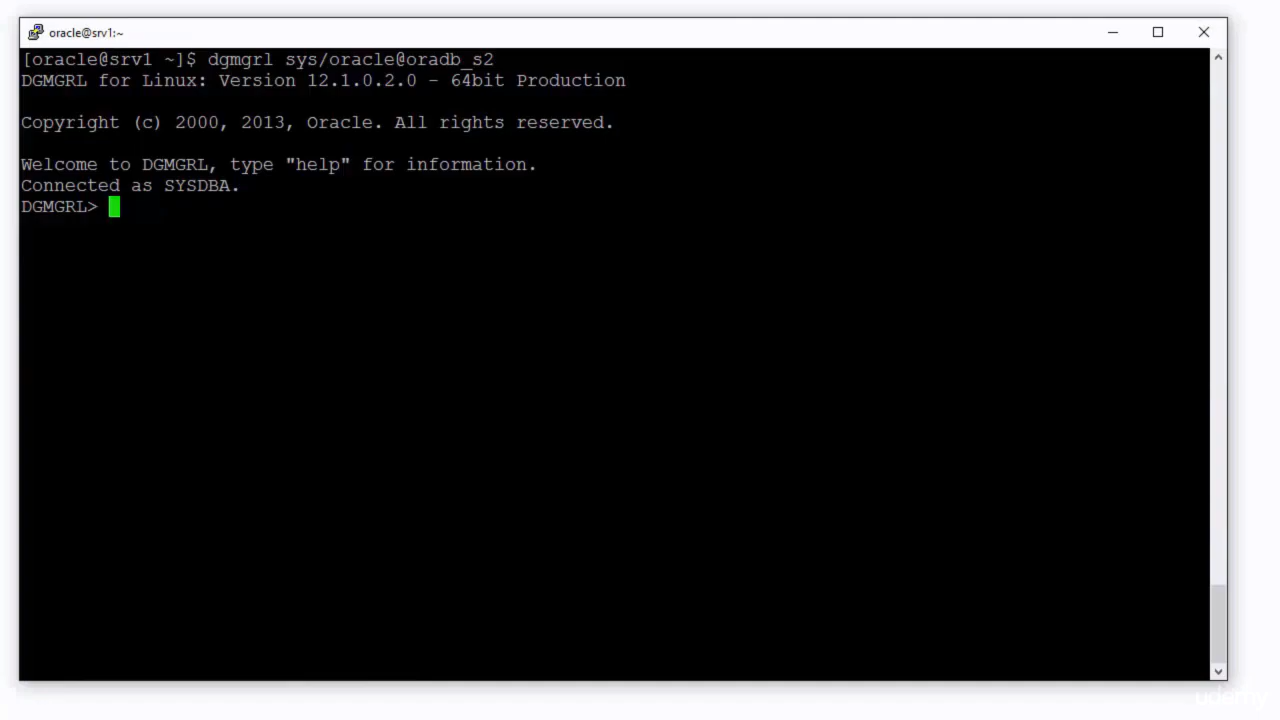 oracle@srv1:~
[oracle@srv1 ~]$ dgmgrl sys/oracle@oradb_s2
DGMGRL for Linux: Version 12.1.0.2.0 - 64bit Production
Copyright (c) 2000, 2013, Oracle. All rights reserved.
Welcome to DGMGRL, type "help" for information.
Connected as SYSDBA.
DGMGRL>
udemy